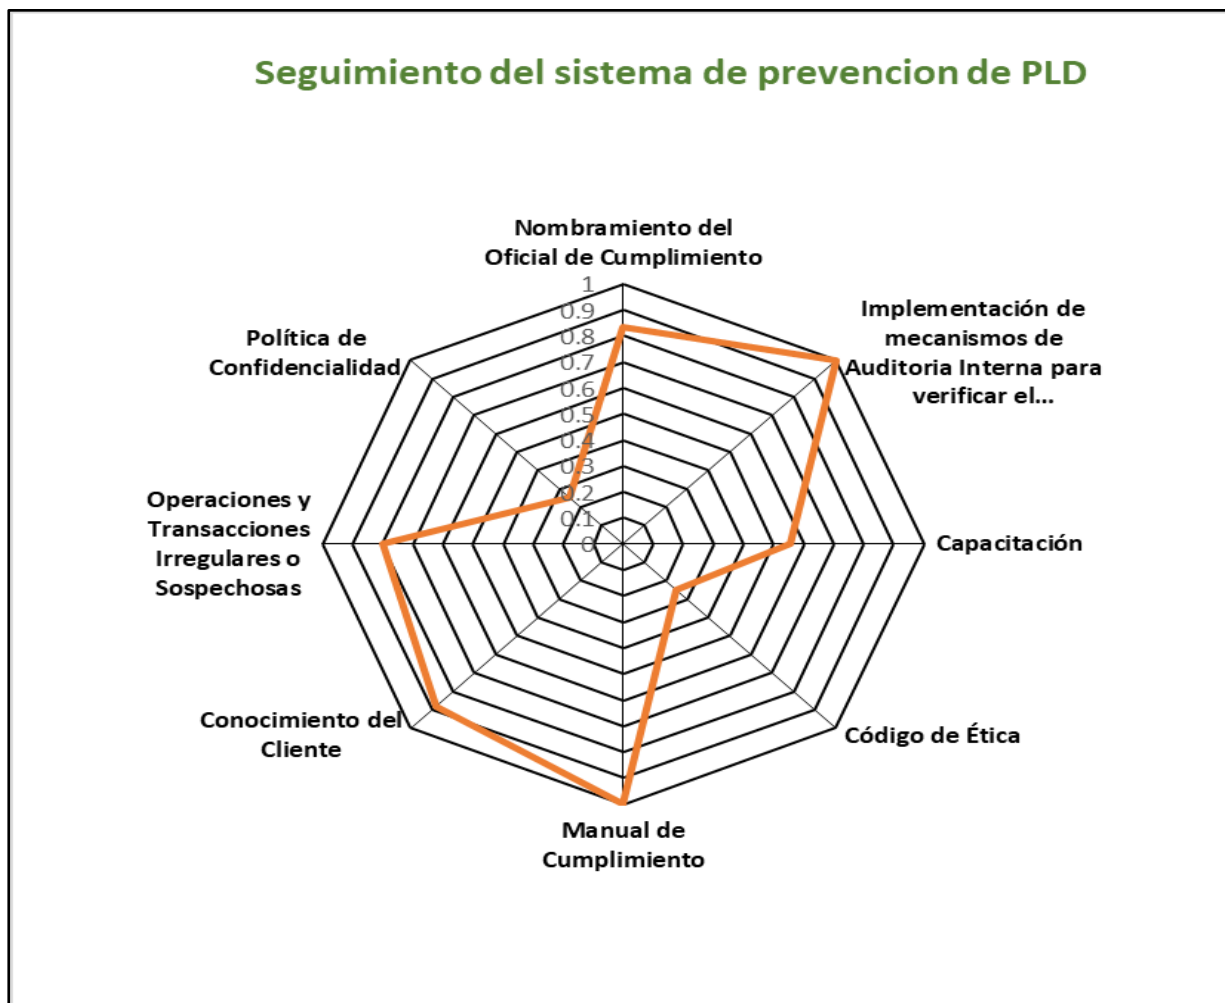 Seguimiento del sistema de prevencion de PLD
Nombramiento del
Oficial de Cumplimiento
1
0.9
0.8
0.7
0.6
0.5
0.4
0.3
0.2
0.1
0
Implementación de
mecanismos de
Auditoria Interna para
verificar el...
Capacitación
Código de Ética
Manual de
Cumplimiento
Conocimiento del
Cliente
Operaciones y
Transacciones
Irregulares o
Sospechosas
Política de
Confidencialidad